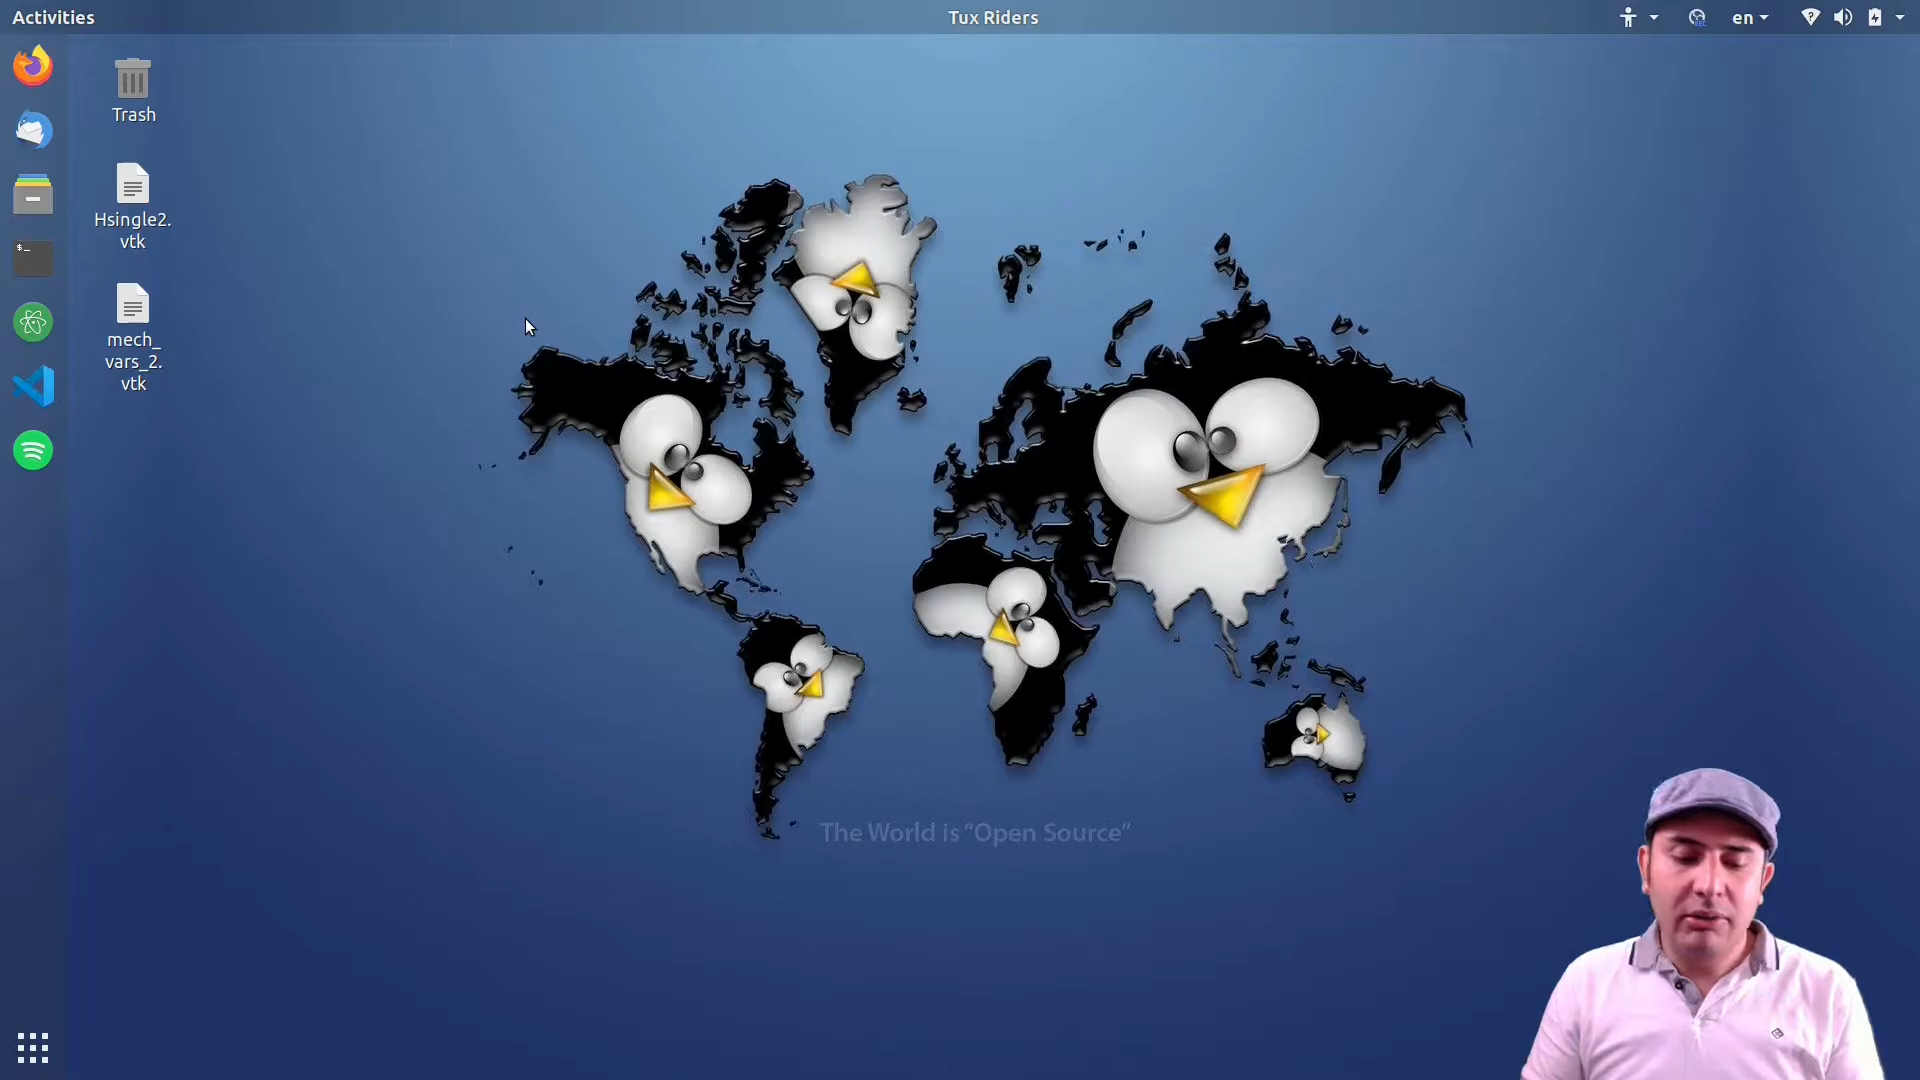 Activities
Tux Riders
en
Trash
Hsingle2.
vtk
$_
mech_
vars_2.
vtk
The World is “Open Source”